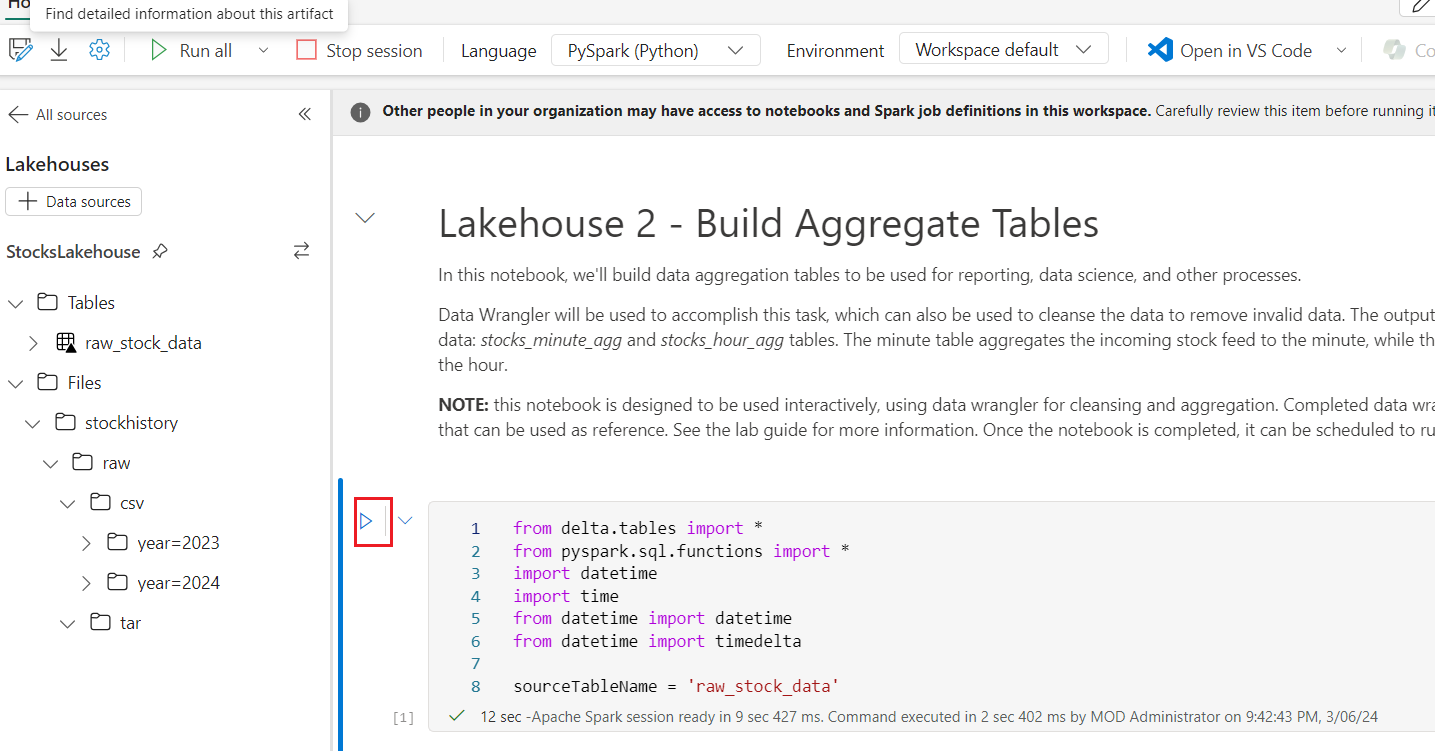 Ho
Find detailed information about this artifact
Run all
Stop session
Language
PySpark (Python)
Environment
Workspace default
Open in VS Code
Co
All sources
Lakehouses
Data sources
StocksLakehouse
Tables
raw_stock_data
Files
stockhistory
raw
csv
year=2023
year=2024
tar
Other people in your organization may have access to notebooks and Spark job definitions in this workspace. Carefully review this item before running it
Lakehouse 2 - Build Aggregate Tables
In this notebook, we'll build data aggregation tables to be used for reporting, data science, and other processes.
Data Wrangler will be used to accomplish this task, which can also be used to cleanse the data to remove invalid data. The output
data: stocks_minute_agg and stocks_hour_agg tables. The minute table aggregates the incoming stock feed to the minute, while th
the hour.
NOTE: this notebook is designed to be used interactively, using data wrangler for cleansing and aggregation. Completed data wra
that can be used as reference. See the lab guide for more information. Once the notebook is completed, it can be scheduled to ru
1 from delta.tables import *
2 from pyspark.sql.functions import *
3 import datetime
4 import time
5 from datetime import datetime
6 from datetime import timedelta
7
8 sourceTableName = 'raw_stock_data'
[1]
12 sec -Apache Spark session ready in 9 sec 427 ms. Command executed in 2 sec 402 ms by MOD Administrator on 9:42:43 PM, 3/06/24